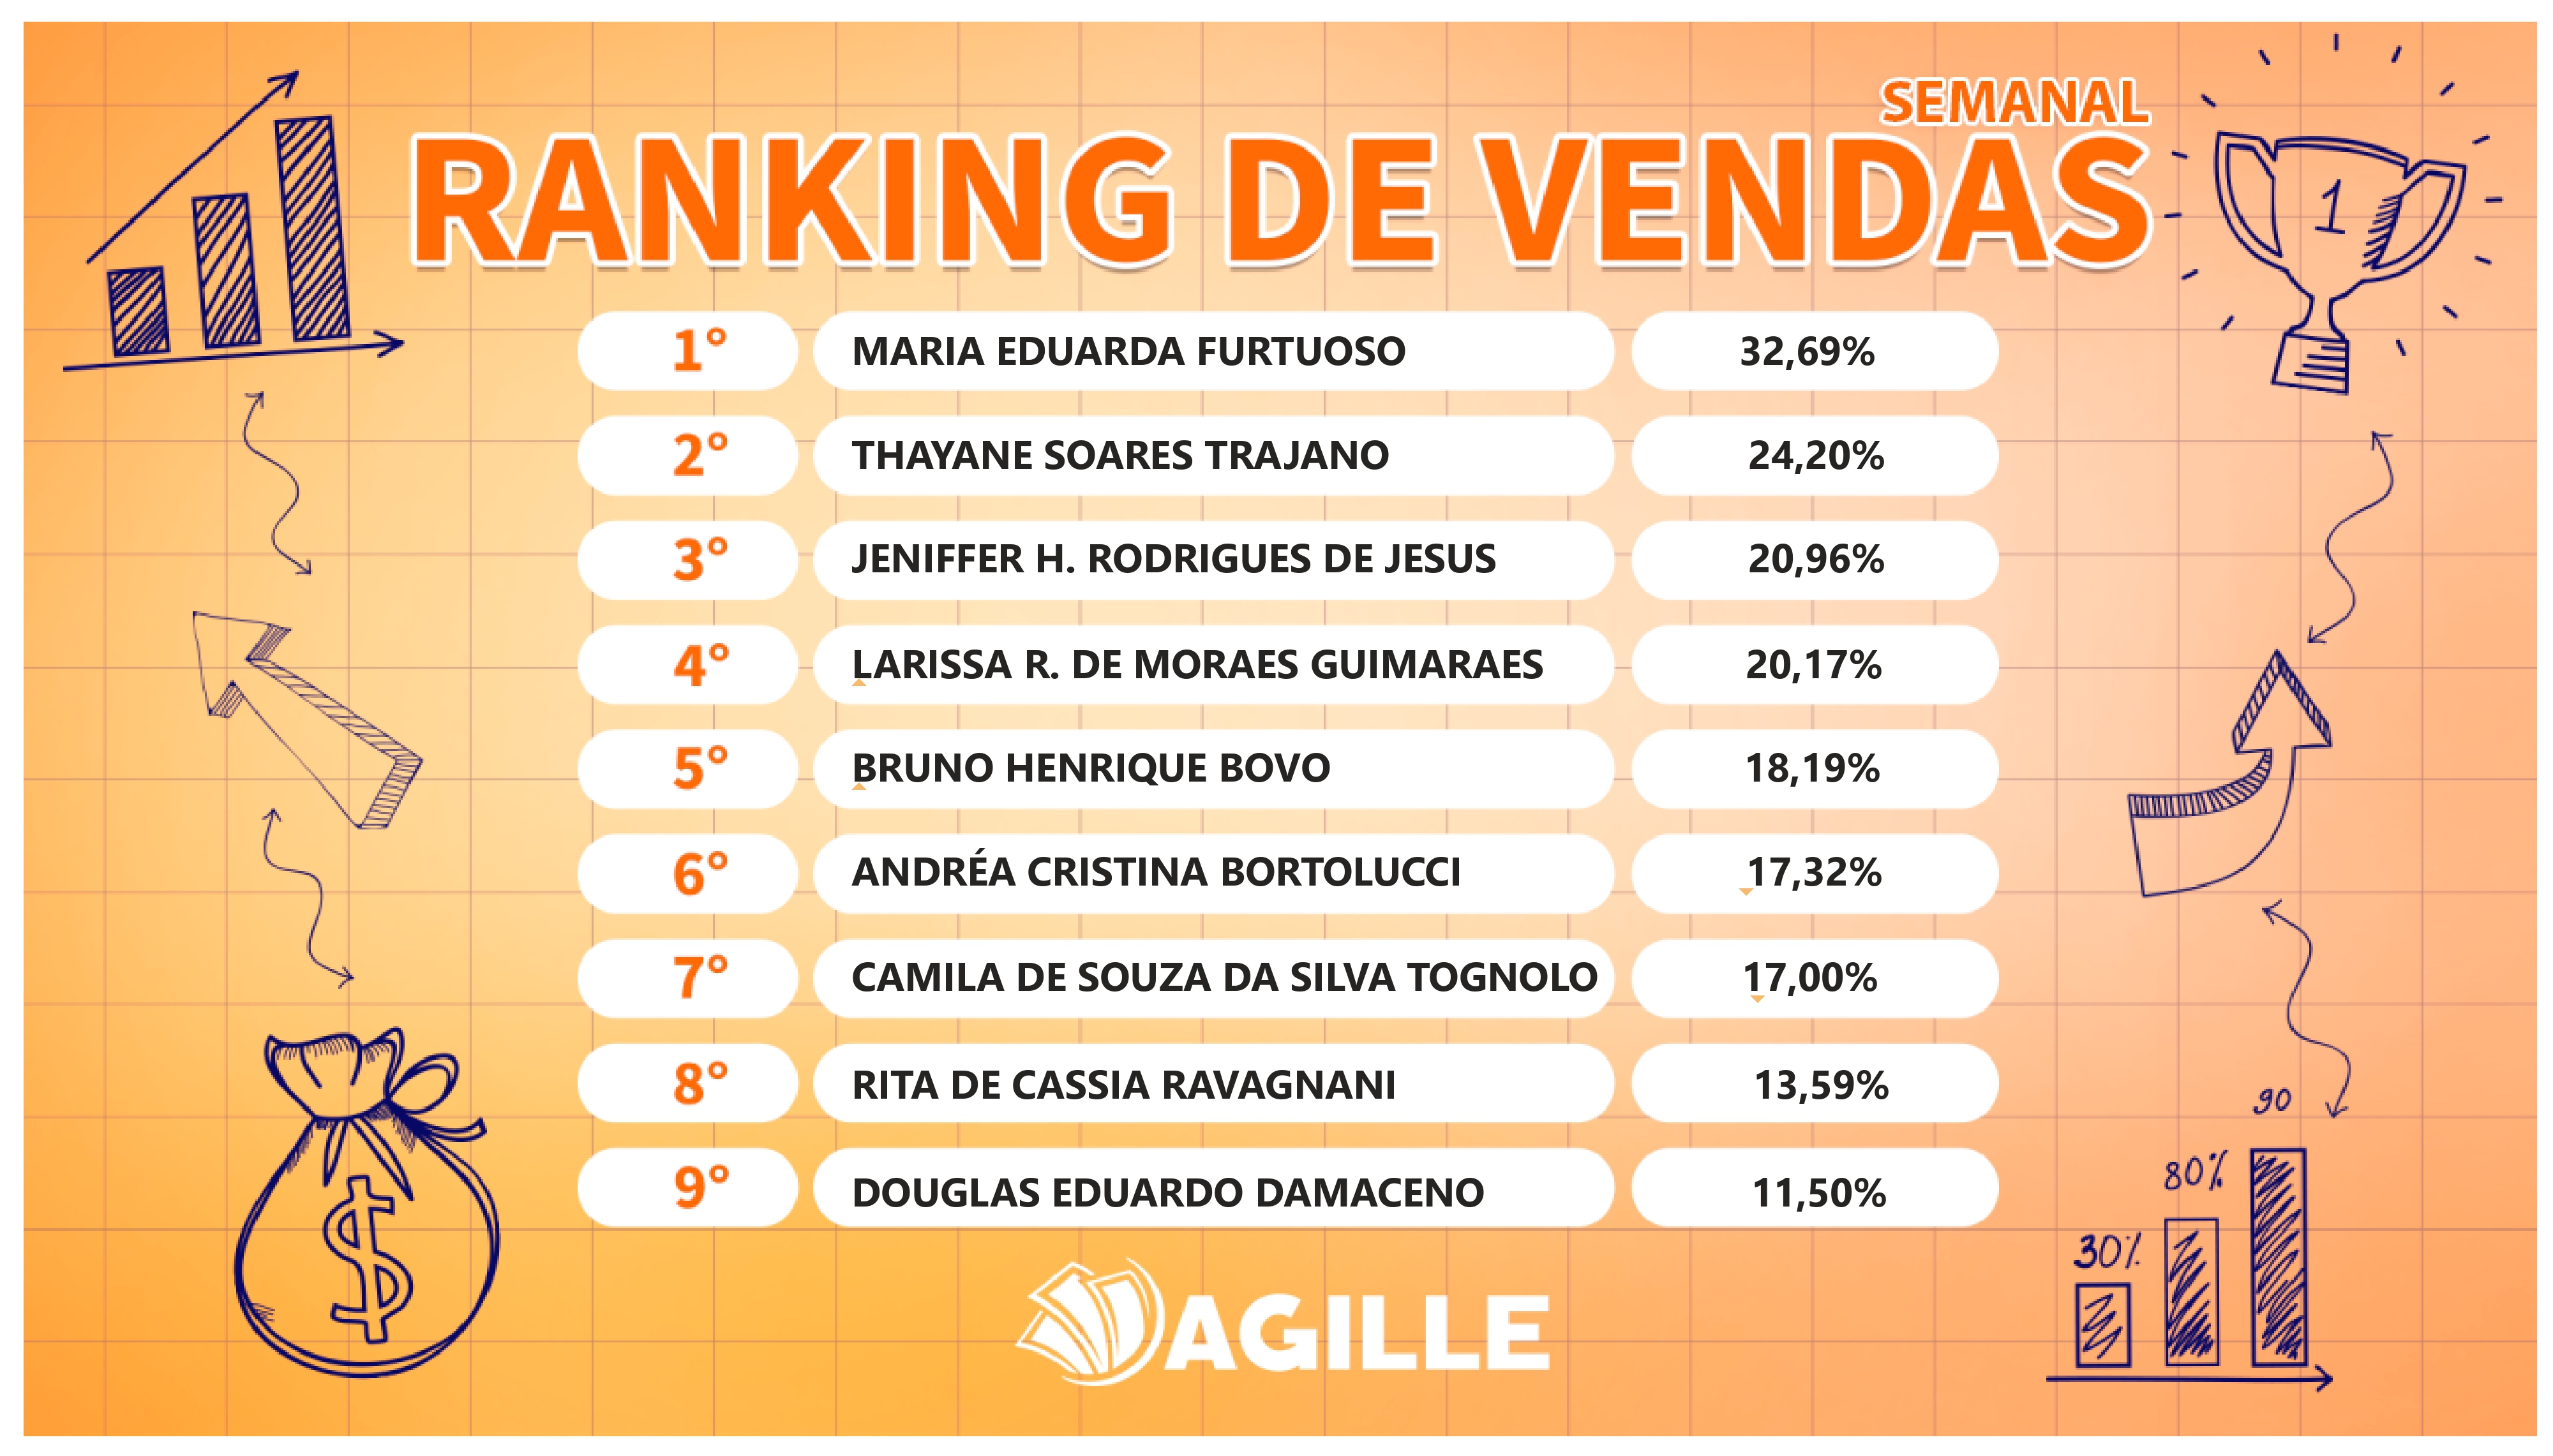 SEMANAL
RANKING DE VENDAS
1
1° MARIA EDUARDA FURTUOSO 32,69%
2° THAYANE SOARES TRAJANO 24,20%
3° JENIFFER H. RODRIGUES DE JESUS 20,96%
4° LARISSA R. DE MORAES GUIMARAES 20,17%
5° BRUNO HENRIQUE BOVO 18,19%
6° ANDRÉA CRISTINA BORTOLUCCI 17,32%
7° CAMILA DE SOUZA DA SILVA TOGNOLO 17,00%
8° RITA DE CASSIA RAVAGNANI 13,59%
9° DOUGLAS EDUARDO DAMACENO 11,50%
$
30% 80% 90
AGILLE